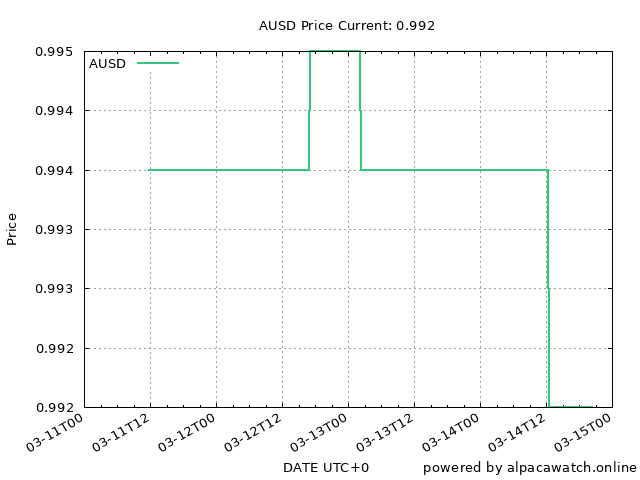 AUSD Price Current: 0.992
0.995
AUSD
0.994
0.994
0.993
Price
0.993
0.992
0.992
03-11T00
03-11T12
03-12T00
03-12T12
03-13T00
03-13T12
03-14T00
03-14T12
03-15T00
DATE UTC+0
powered by alpacawatch.online